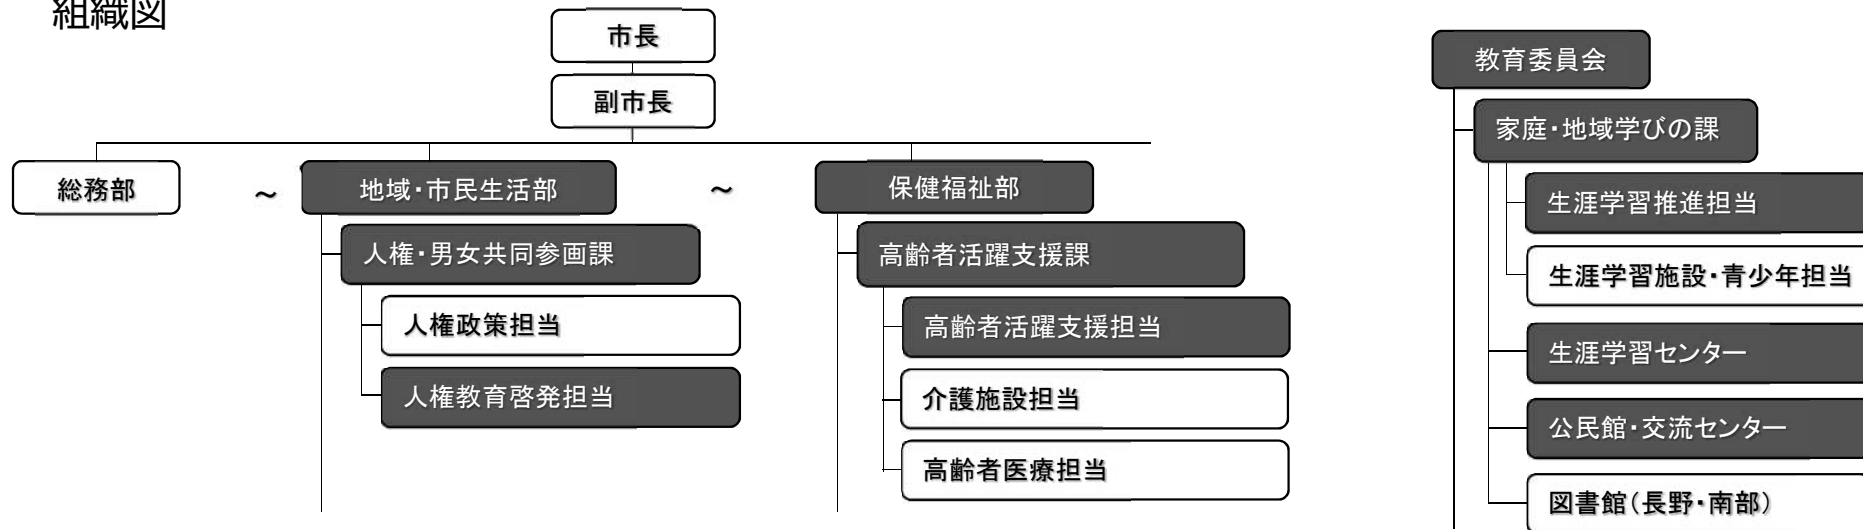 組織図
市長
副市長
総務部
～
地域・市民生活部
～
保健福祉部
人権・男女共同参画課
人権政策担当
人権教育啓発担当
高齢者活躍支援課
高齢者活躍支援担当
介護施設担当
高齢者医療担当
教育委員会
家庭・地域学びの課
生涯学習推進担当
生涯学習施設・青少年担当
生涯学習センター
公民館・交流センター
図書館（長野・南部）